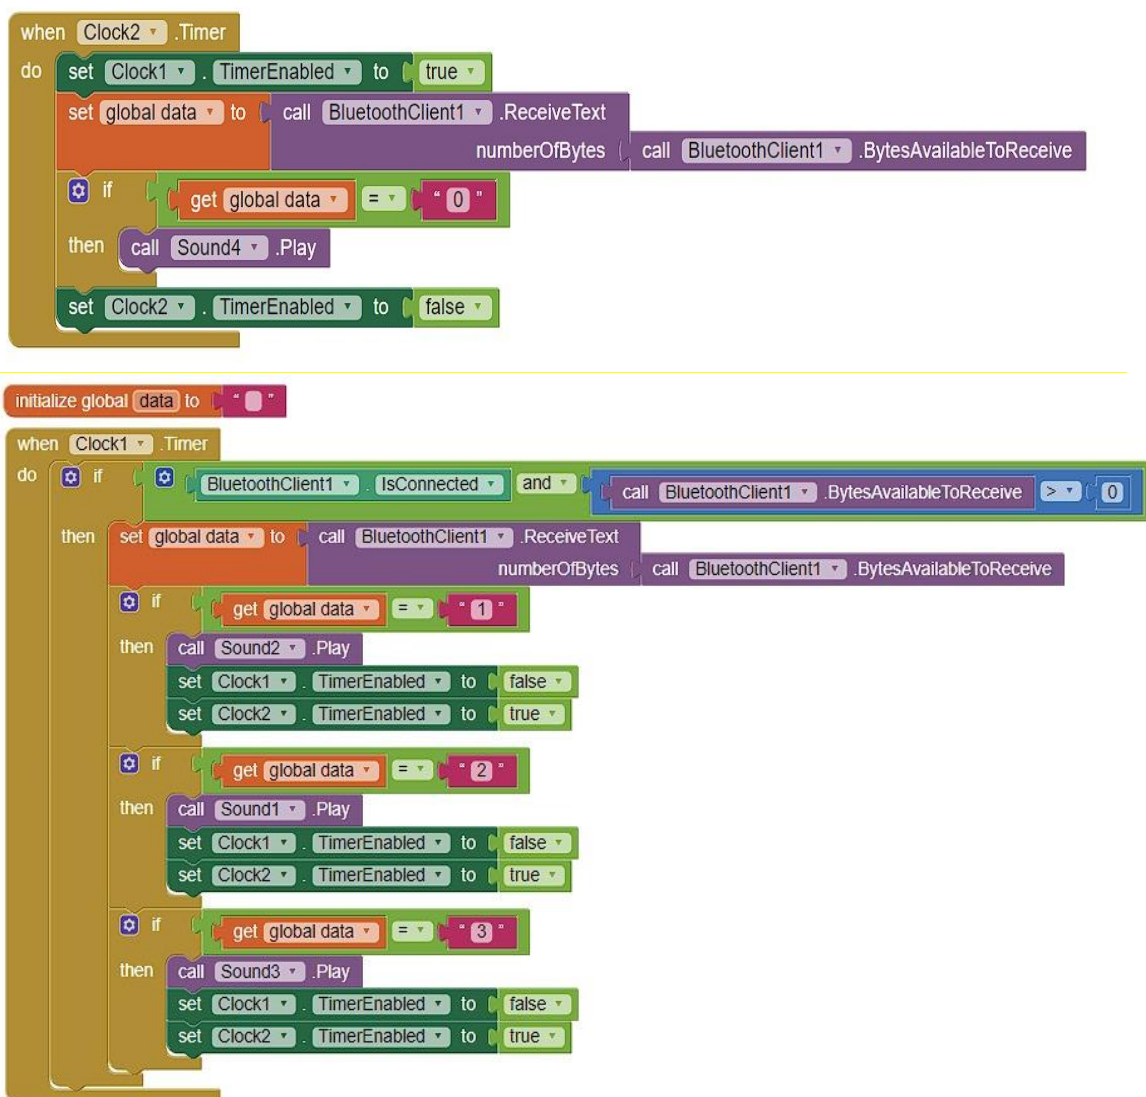 when Clock2 .Timer
do set Clock1 . TimerEnabled to true
set global data to call BluetoothClient1 .ReceiveText
numberOfBytes call BluetoothClient1 .BytesAvailableToReceive
if get global data = " 0 "
then call Sound4 .Play
set Clock2 . TimerEnabled to false
initialize global data to " "
when Clock1 .Timer
do if BluetoothClient1 . IsConnected and call BluetoothClient1 .BytesAvailableToReceive > 0
then set global data to call BluetoothClient1 .ReceiveText
numberOfBytes call BluetoothClient1 .BytesAvailableToReceive
if get global data = " 1 "
then call Sound2 .Play
set Clock1 . TimerEnabled to false
set Clock2 . TimerEnabled to true
if get global data = " 2 "
then call Sound1 .Play
set Clock1 . TimerEnabled to false
set Clock2 . TimerEnabled to true
if get global data = " 3 "
then call Sound3 .Play
set Clock1 . TimerEnabled to false
set Clock2 . TimerEnabled to true